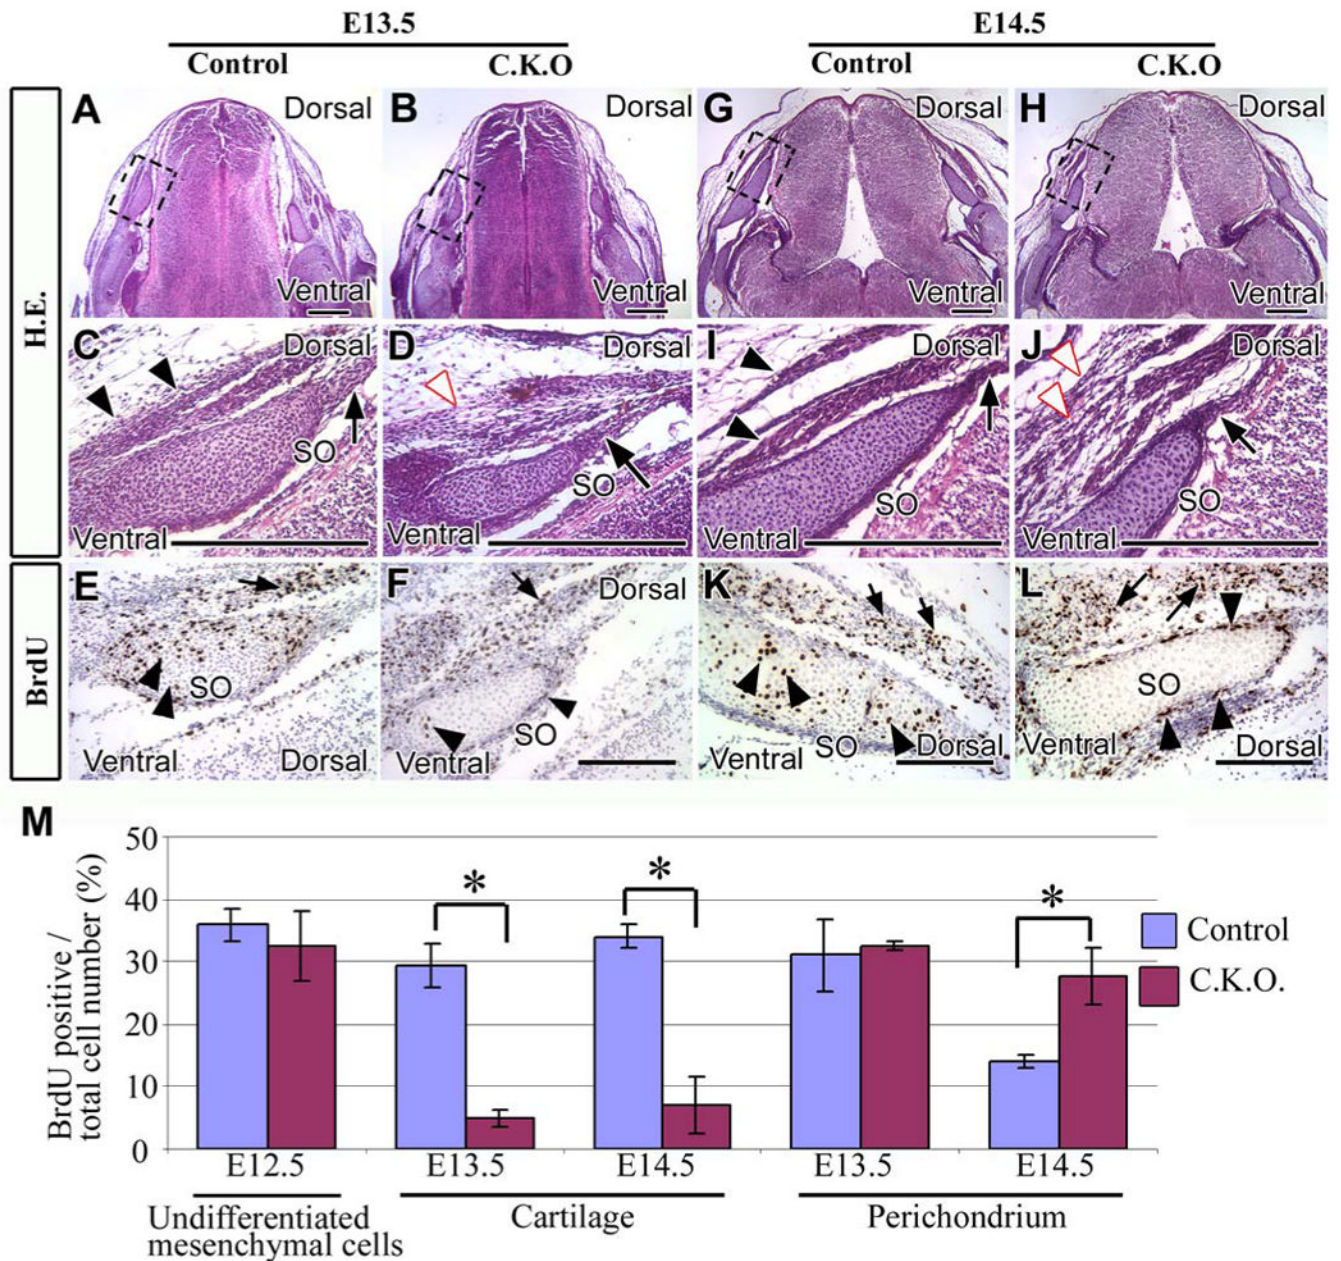 E13.5
E14.5
Control
C.K.O
Control
C.K.O
H.E.
A
Dorsal
Ventral
B
Dorsal
Ventral
G
Dorsal
Ventral
H
Dorsal
Ventral
C
Dorsal
SO
Ventral
D
Dorsal
SO
Ventral
I
Dorsal
SO
Ventral
J
Dorsal
SO
Ventral
BrdU
E
SO
Ventral
Dorsal
F
Dorsal
SO
Ventral
K
SO
Ventral
Dorsal
L
SO
Ventral
Dorsal
M
BrdU positive /
total cell number (%)
50
40
30
20
10
0
*
*
*
Control
C.K.O.
E12.5
E13.5
E14.5
E13.5
E14.5
Undifferentiated
mesenchymal cells
Cartilage
Perichondrium